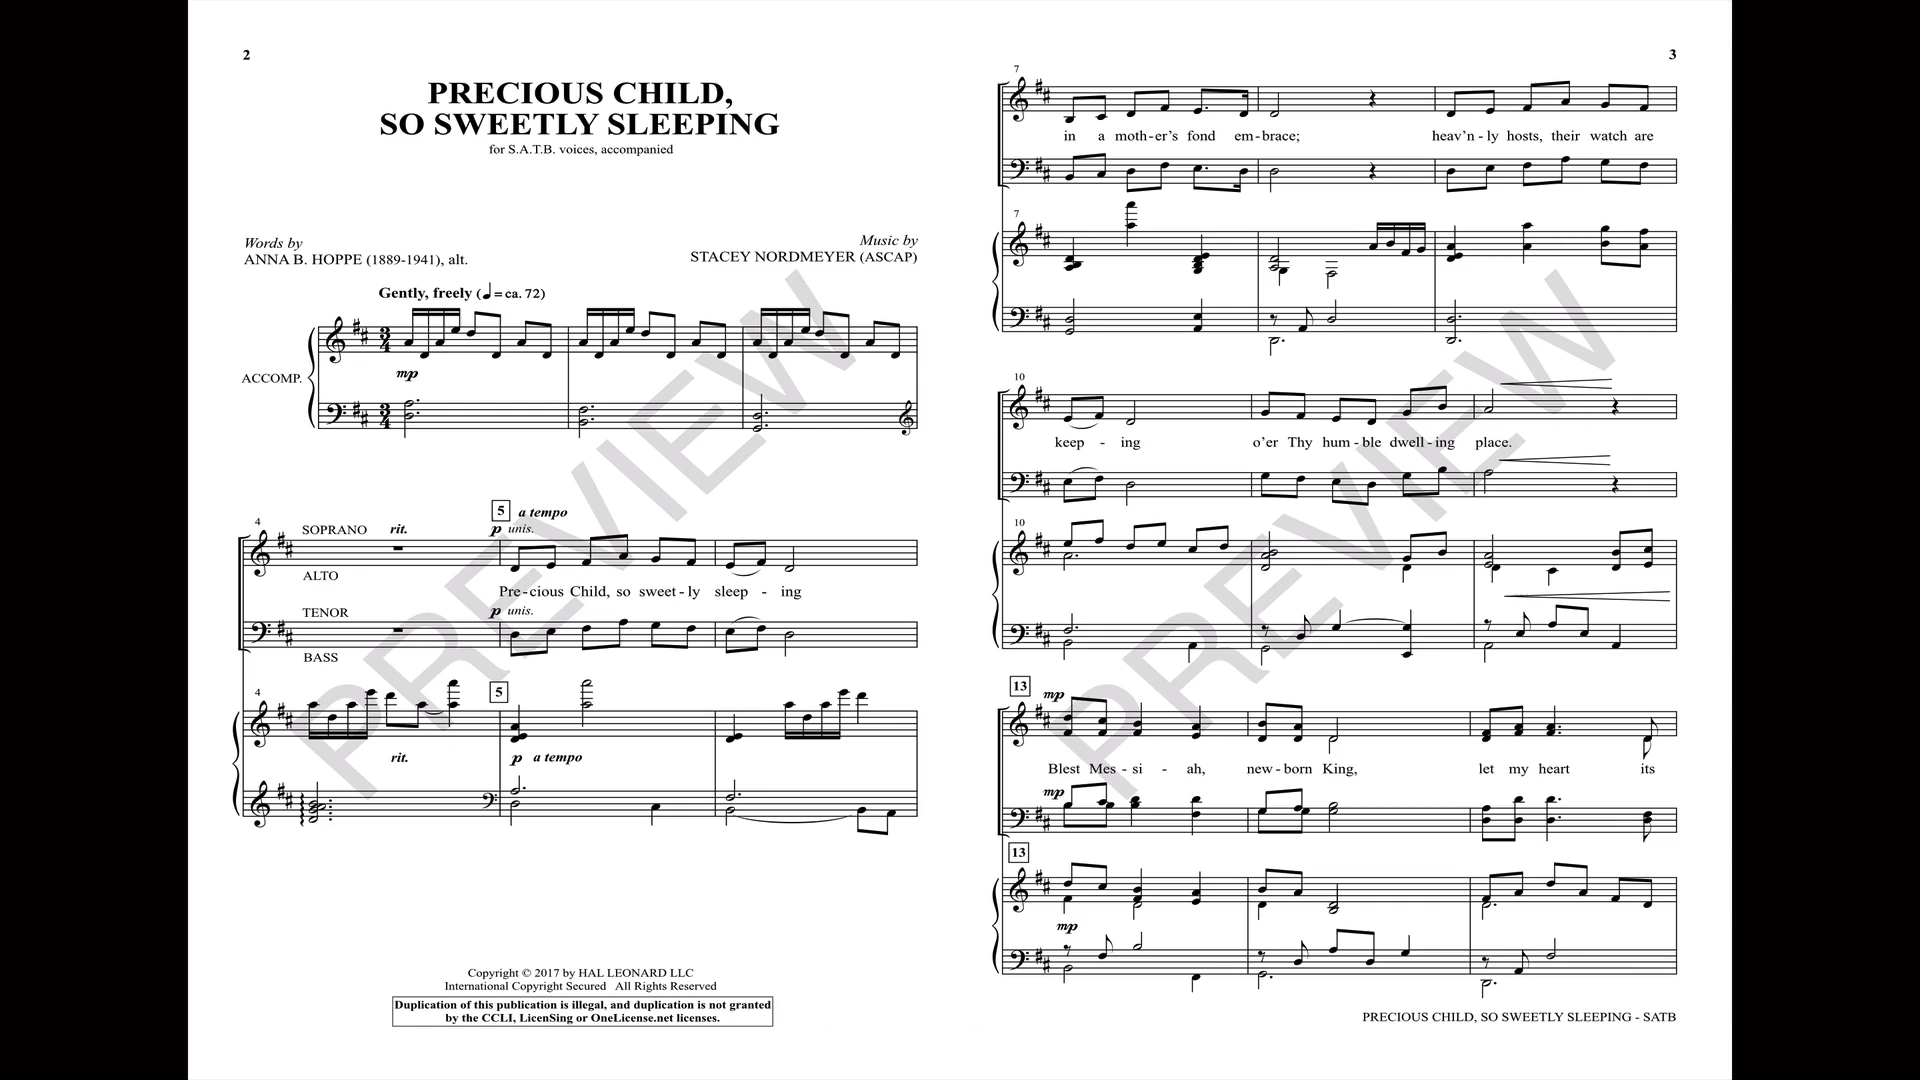 2
PRECIOUS CHILD,
SO SWEETLY SLEEPING
for S.A.T.B. voices, accompanied
Words by
ANNA B. HOPPE (1889-1941), alt.
Music by
STACEY NORDMEYER (ASCAP)
Gently, freely (♩ = ca. 72)
ACCOMP.
3
4
mp
3
4
4
SOPRANO
rit.
5
a tempo
p unis.
ALTO
Pre - cious Child, so sweet - ly sleep - ing
TENOR
p unis.
BASS
4
5
rit.
p a tempo
Copyright © 2017 by HAL LEONARD LLC
International Copyright Secured All Rights Reserved
Duplication of this publication is illegal, and duplication is not granted
by the CCLI, LicenSing or OneLicense.net licenses.
PREVIEW
3
7
in a moth - er's fond em - brace; heav'n - ly hosts, their watch are
7
10
keep - ing o'er Thy hum - ble dwell - ing place.
10
13
mp
Blest Mes - si - ah, new - born King, let my heart its
mp
13
mp
PRECIOUS CHILD, SO SWEETLY SLEEPING - SATB
PREVIEW